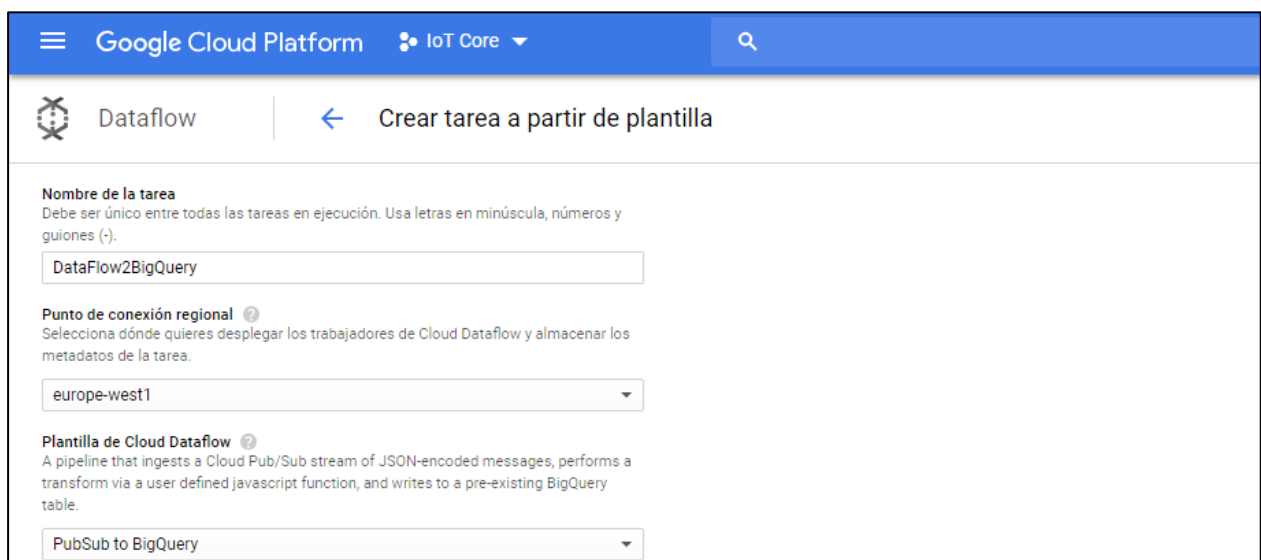 Google Cloud Platform IoT Core
Dataflow Crear tarea a partir de plantilla
Nombre de la tarea
Debe ser único entre todas las tareas en ejecución. Usa letras en minúscula, números y
guiones (-).
DataFlow2BigQuery
Punto de conexión regional
Selecciona dónde quieres desplegar los trabajadores de Cloud Dataflow y almacenar los
metadatos de la tarea.
europe-west1
Plantilla de Cloud Dataflow
A pipeline that ingests a Cloud Pub/Sub stream of JSON-encoded messages, performs a
transform via a user defined javascript function, and writes to a pre-existing BigQuery
table.
PubSub to BigQuery